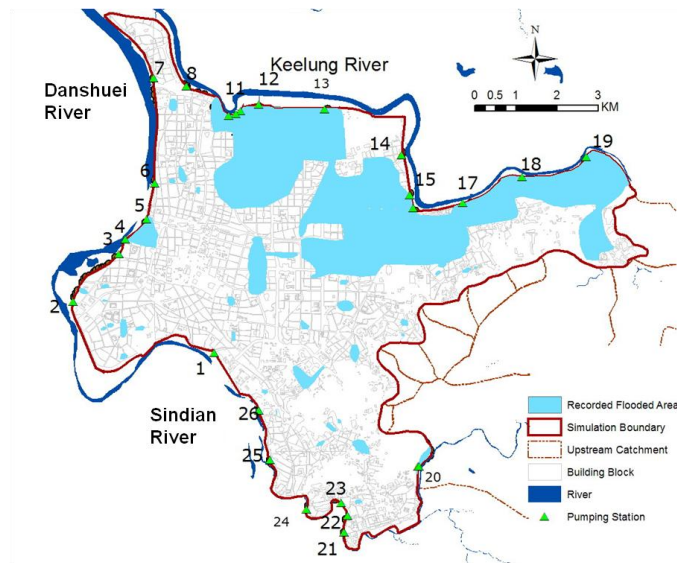 N
Keelung River
Danshuei
River
7
8
11
12
13
0 0.5 1 2 3
KM
14
19
18
6
15
17
5
4
3
2
1
Sindian
River
26
25
20
23
24
22
21
Recorded Flooded Area
Simulation Boundary
Upstream Catchment
Building Block
River
Pumping Station